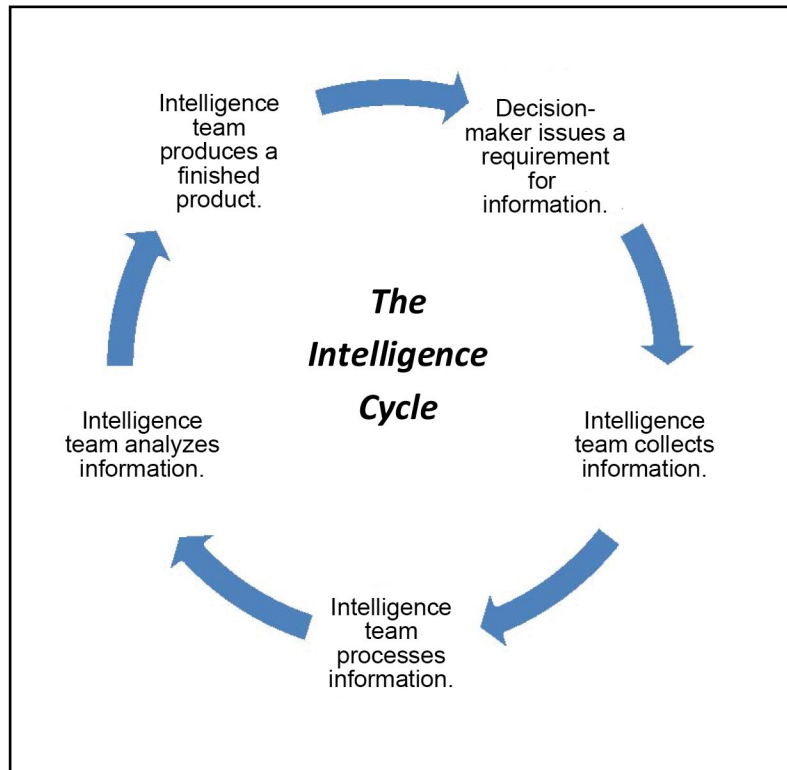 Intelligence
team
produces a
finished
product.
Decision-
maker issues a
requirement
for
information.
The
Intelligence
Cycle
Intelligence
team analyzes
information.
Intelligence
team collects
information.
Intelligence
team
processes
information.